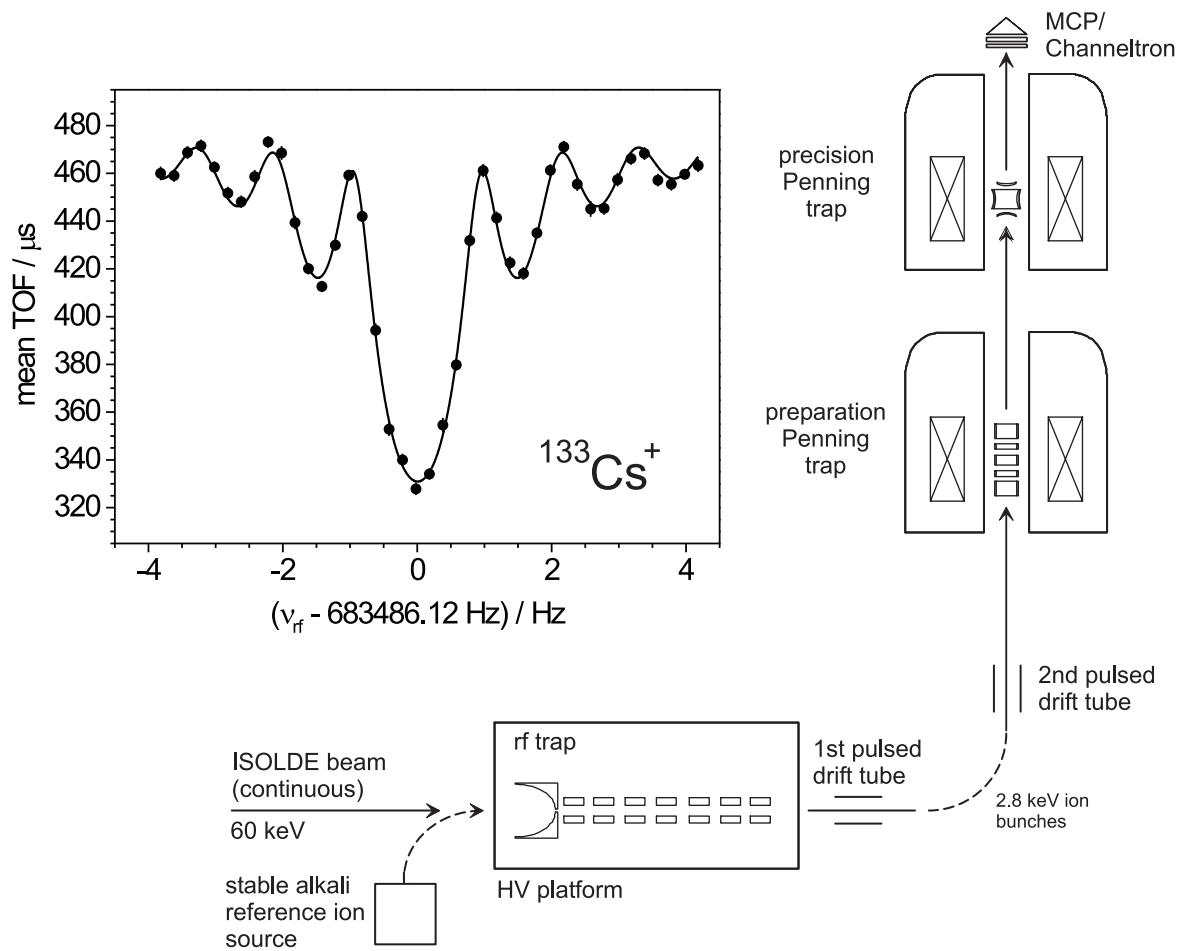 MCP/
Channeltron
precision
Penning
trap
preparation
Penning
trap
2nd pulsed
drift tube
1st pulsed
drift tube
2.8 keV ion
bunches
rf trap
HV platform
ISOLDE beam
(continuous)
60 keV
stable alkali
reference ion
source
mean TOF / μs
480
460
440
420
400
380
360
340
320
¹³³Cs⁺
-4
-2
0
2
4
(ν_rf - 683486.12 Hz) / Hz